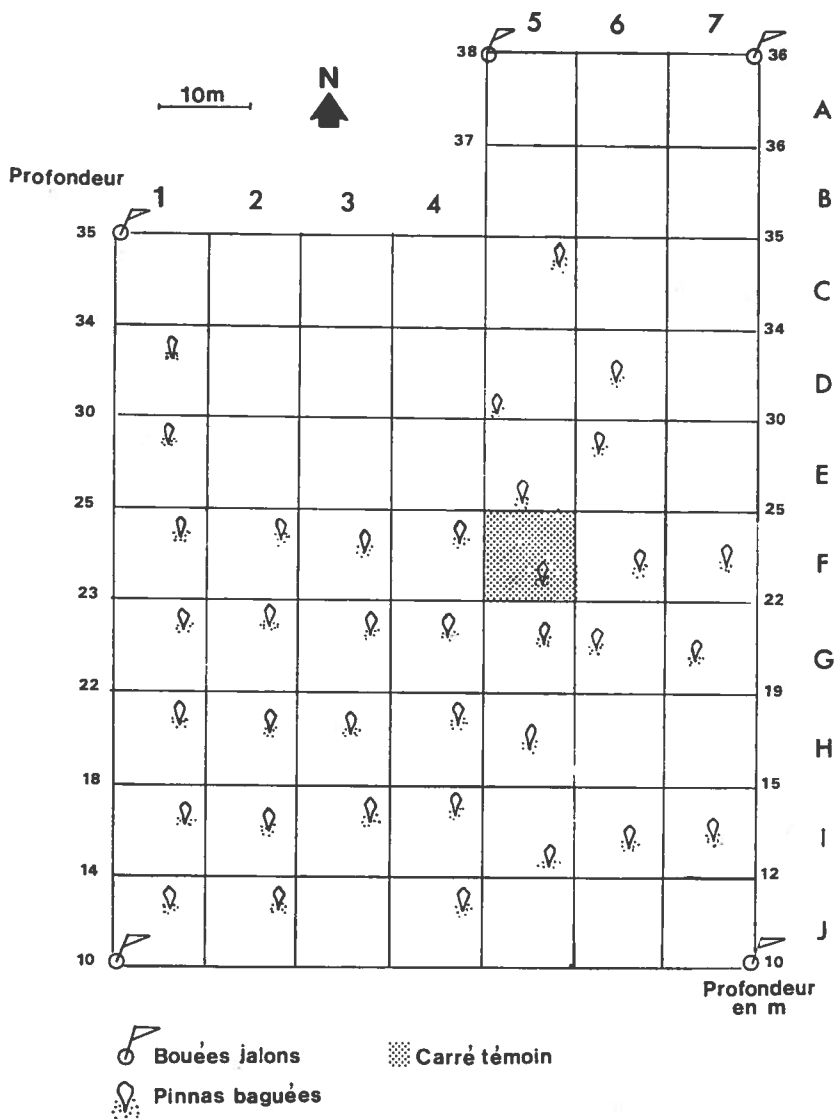 5 6 7
38 36
10m N
A
37 36
Profondeur
1 2 3 4 B
35 35
C
34 34
D
30 30
E
25 25
F
23 22
G
22 19
H
18 15
I
14 12
J
10 10
Profondeur
en m
Bouées jalons Carré témoin
Pinnas baguées